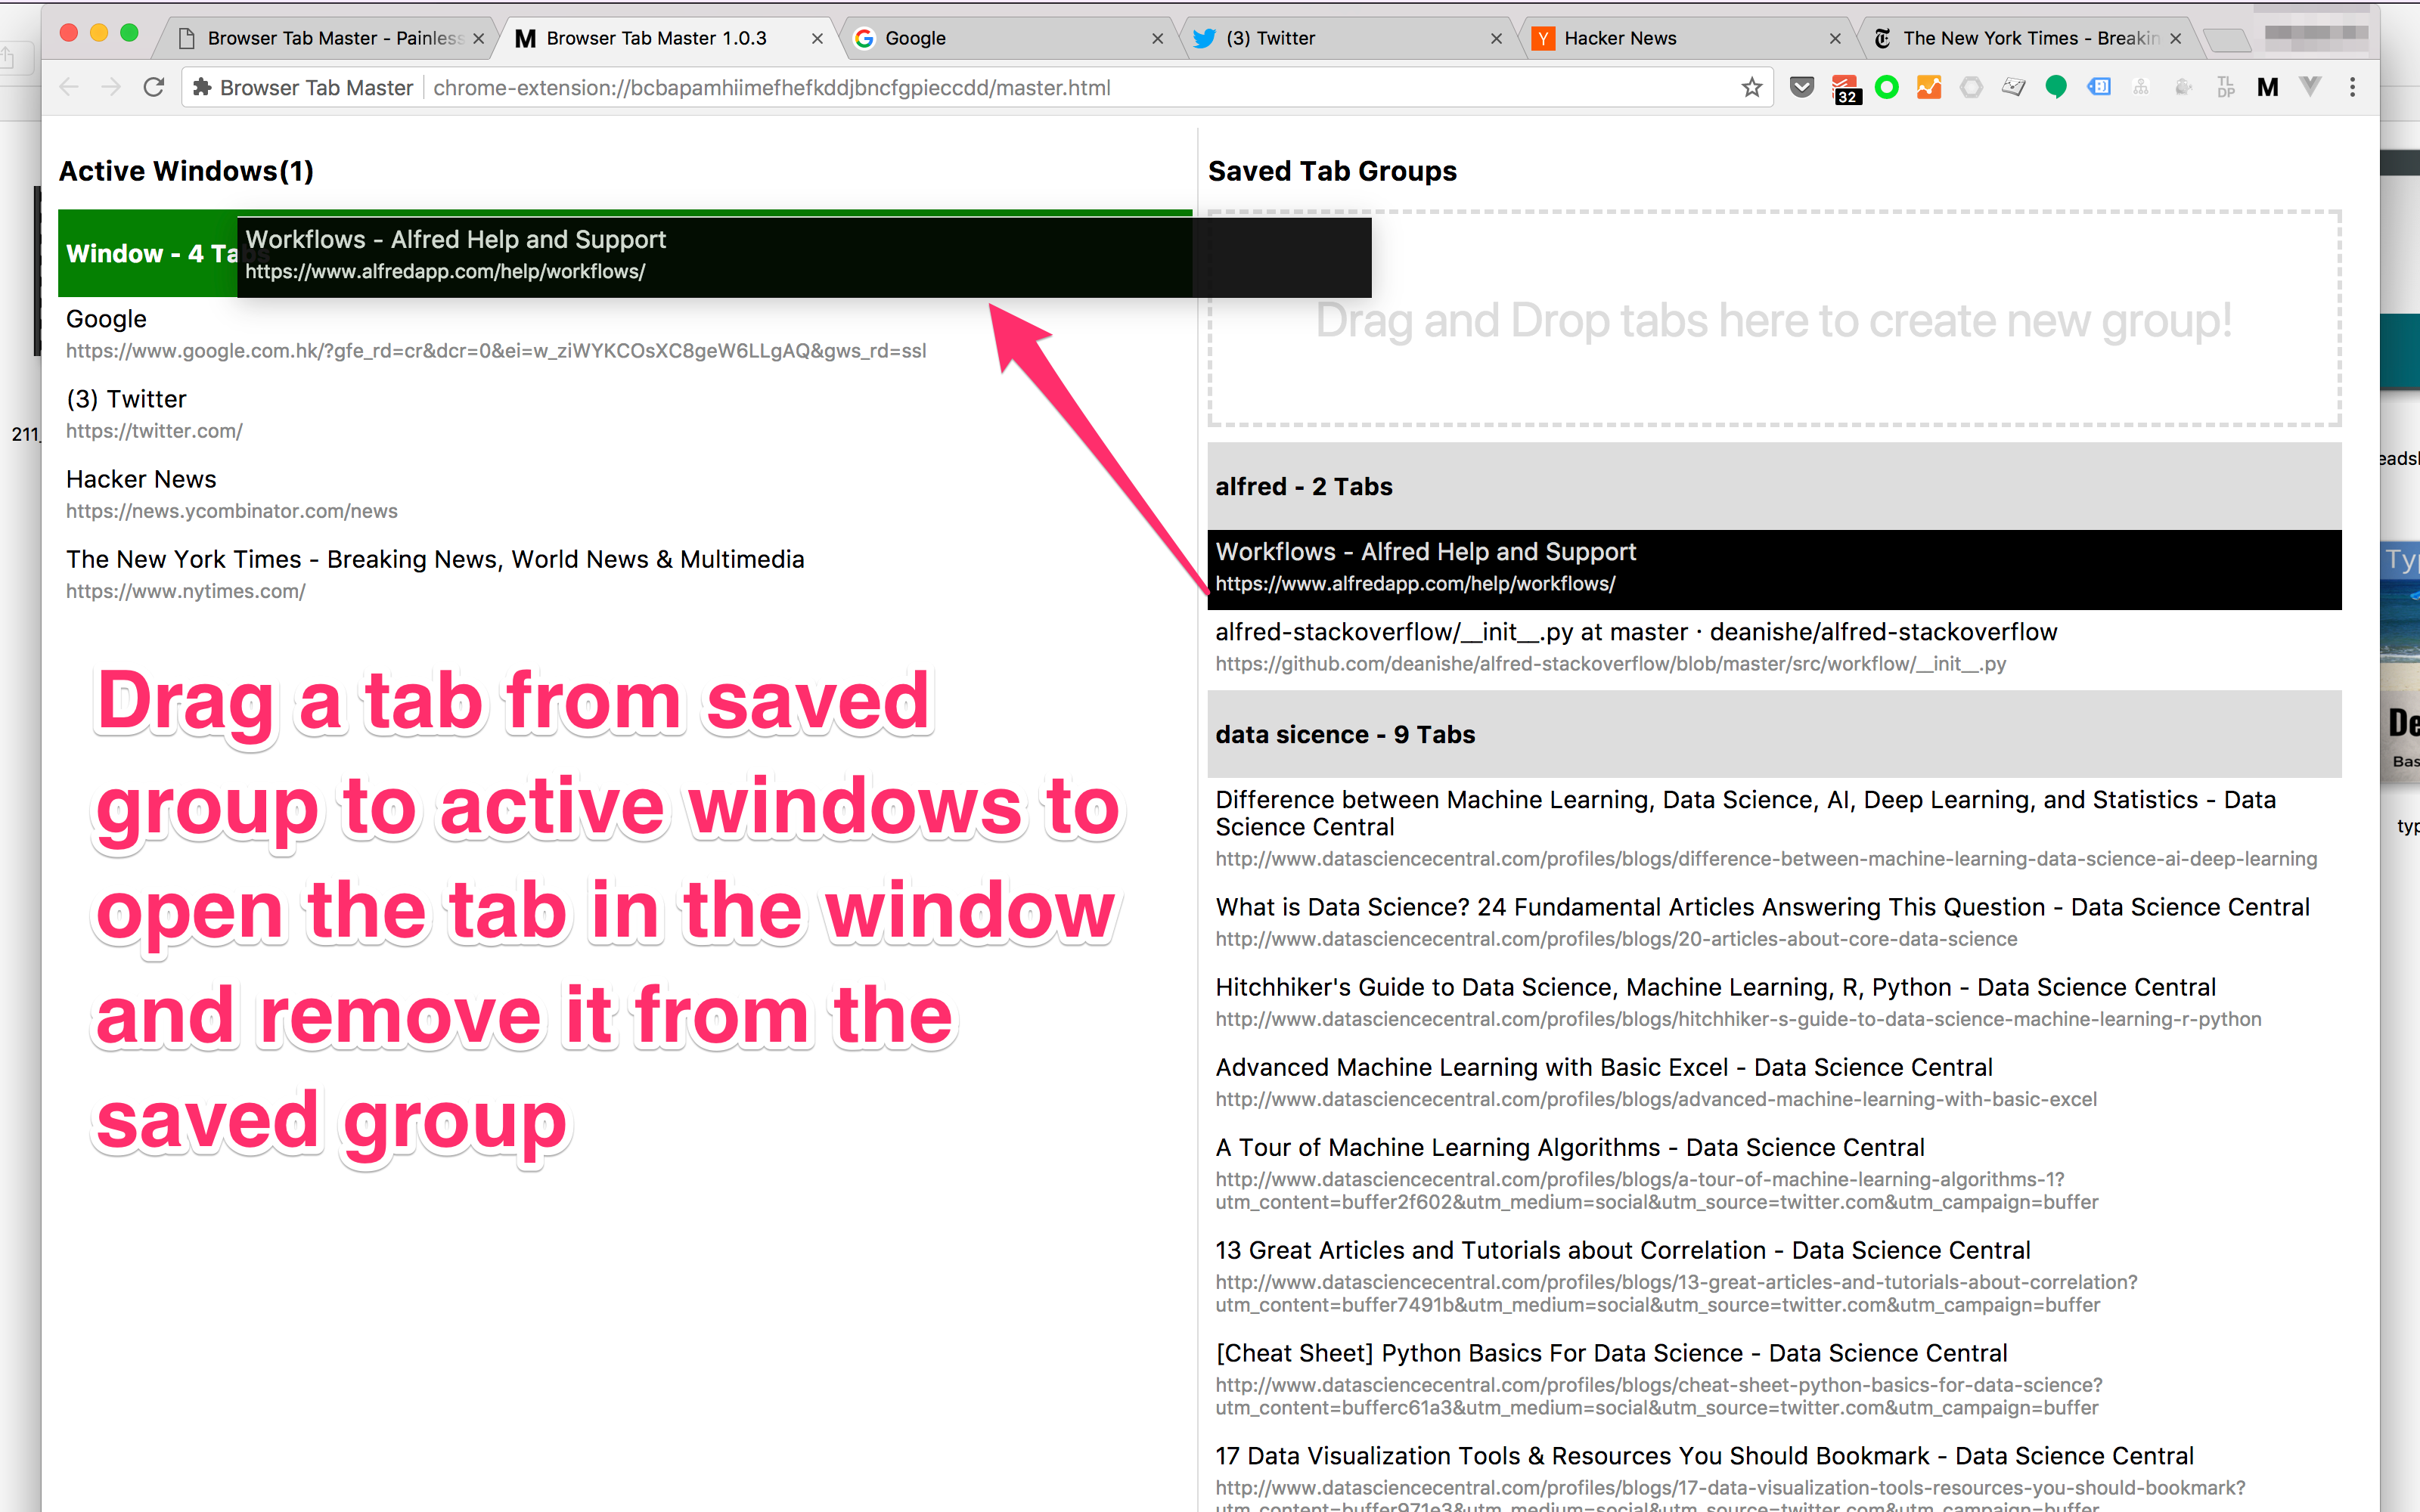 Browser Tab Master - Painless
Browser Tab Master 1.0.3
Google
(3) Twitter
Hacker News
The New York Times - Breakin
Browser Tab Master
chrome-extension://bcbapamhiimefhefkddjbncfgpieccdd/master.html
32
TL
DP
M
Active Windows(1)
Window - 4 Tabs
Workflows - Alfred Help and Support
https://www.alfredapp.com/help/workflows/
Google
https://www.google.com.hk/?gfe_rd=cr&dcr=0&ei=w_ziWYKCOsXC8geW6LLgAQ&gws_rd=ssl
(3) Twitter
https://twitter.com/
Hacker News
https://news.ycombinator.com/news
The New York Times - Breaking News, World News & Multimedia
https://www.nytimes.com/
Drag a tab from saved
group to active windows to
open the tab in the window
and remove it from the
saved group
Saved Tab Groups
Drag and Drop tabs here to create new group!
alfred - 2 Tabs
Workflows - Alfred Help and Support
https://www.alfredapp.com/help/workflows/
alfred-stackoverflow/__init__.py at master · deanishe/alfred-stackoverflow
https://github.com/deanishe/alfred-stackoverflow/blob/master/src/workflow/__init__.py
data sicence - 9 Tabs
Difference between Machine Learning, Data Science, AI, Deep Learning, and Statistics - Data
Science Central
http://www.datasciencecentral.com/profiles/blogs/difference-between-machine-learning-data-science-ai-deep-learning
What is Data Science? 24 Fundamental Articles Answering This Question - Data Science Central
http://www.datasciencecentral.com/profiles/blogs/20-articles-about-core-data-science
Hitchhiker's Guide to Data Science, Machine Learning, R, Python - Data Science Central
http://www.datasciencecentral.com/profiles/blogs/hitchhiker-s-guide-to-data-science-machine-learning-r-python
Advanced Machine Learning with Basic Excel - Data Science Central
http://www.datasciencecentral.com/profiles/blogs/advanced-machine-learning-with-basic-excel
A Tour of Machine Learning Algorithms - Data Science Central
http://www.datasciencecentral.com/profiles/blogs/a-tour-of-machine-learning-algorithms-1?
utm_content=buffer2f602&utm_medium=social&utm_source=twitter.com&utm_campaign=buffer
13 Great Articles and Tutorials about Correlation - Data Science Central
http://www.datasciencecentral.com/profiles/blogs/13-great-articles-and-tutorials-about-correlation?
utm_content=buffer7491b&utm_medium=social&utm_source=twitter.com&utm_campaign=buffer
[Cheat Sheet] Python Basics For Data Science - Data Science Central
http://www.datasciencecentral.com/profiles/blogs/cheat-sheet-python-basics-for-data-science?
utm_content=bufferc61a3&utm_medium=social&utm_source=twitter.com&utm_campaign=buffer
17 Data Visualization Tools & Resources You Should Bookmark - Data Science Central
http://www.datasciencecentral.com/profiles/blogs/17-data-visualization-tools-resources-you-should-bookmark?
utm_content=buffer971e3&utm_medium=social&utm_source=twitter.com&utm_campaign=buffer
211_
Bas